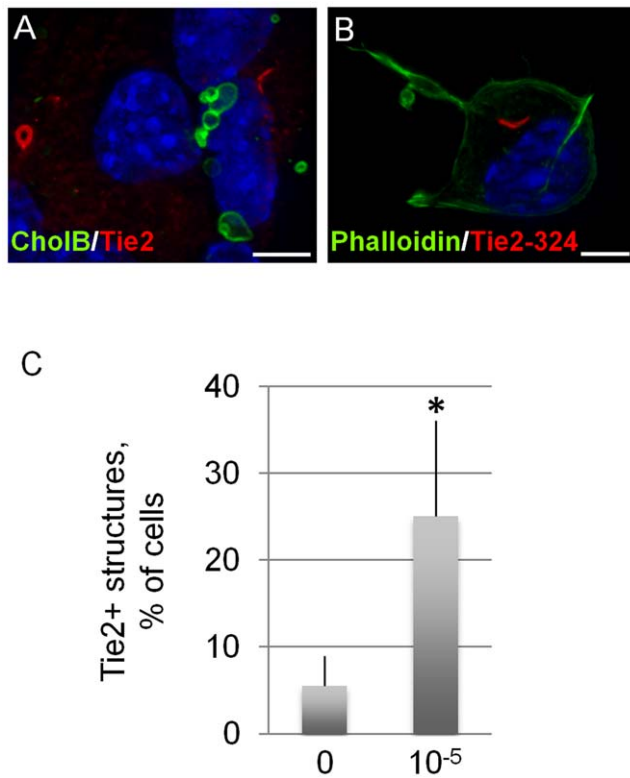 A
CholB/Tie2
B
Phalloidin/Tie2-324
C
Tie2+ structures,
% of cells
40
30
20
10
0
*
0
10⁻⁵